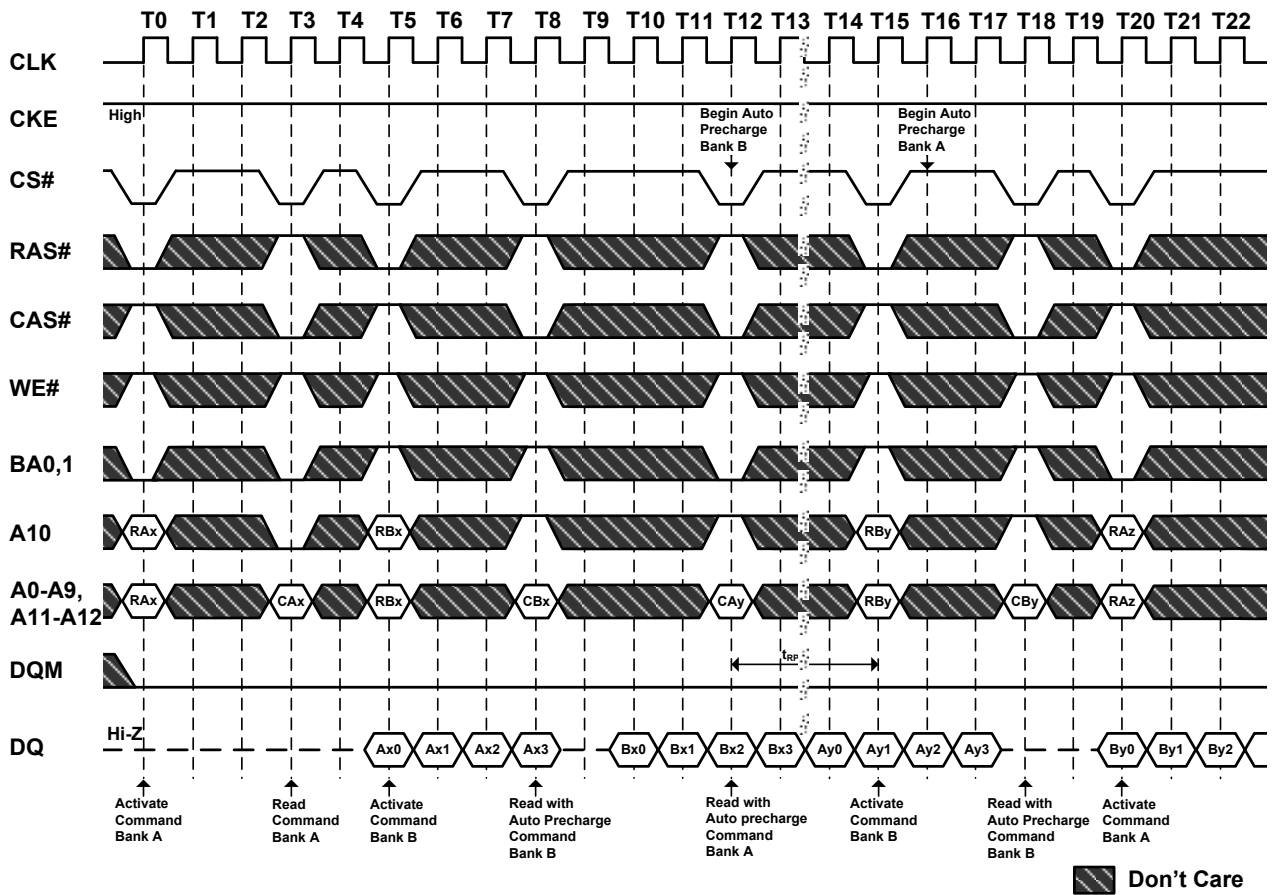 T0 T1 T2 T3 T4 T5 T6 T7 T8 T9 T10 T11 T12 T13 T14 T15 T16 T17 T18 T19 T20 T21 T22
CLK
CKE
High
Begin Auto
Precharge
Bank B
Begin Auto
Precharge
Bank A
CS#
RAS#
CAS#
WE#
BA0,1
A10
RAx RBx RBy RAz
A0-A9,
A11-A12
RAx CAx RBx CBx CAy RBy CBy RAz
DQM
tRP
DQ
Hi-Z
Ax0 Ax1 Ax2 Ax3 Bx0 Bx1 Bx2 Bx3 Ay0 Ay1 Ay2 Ay3 By0 By1 By2
Activate
Command
Bank A
Read
Command
Bank A
Activate
Command
Bank B
Read with
Auto Precharge
Command
Bank B
Read with
Auto precharge
Command
Bank A
Activate
Command
Bank B
Read with
Auto Precharge
Command
Bank B
Activate
Command
Bank A
Don't Care